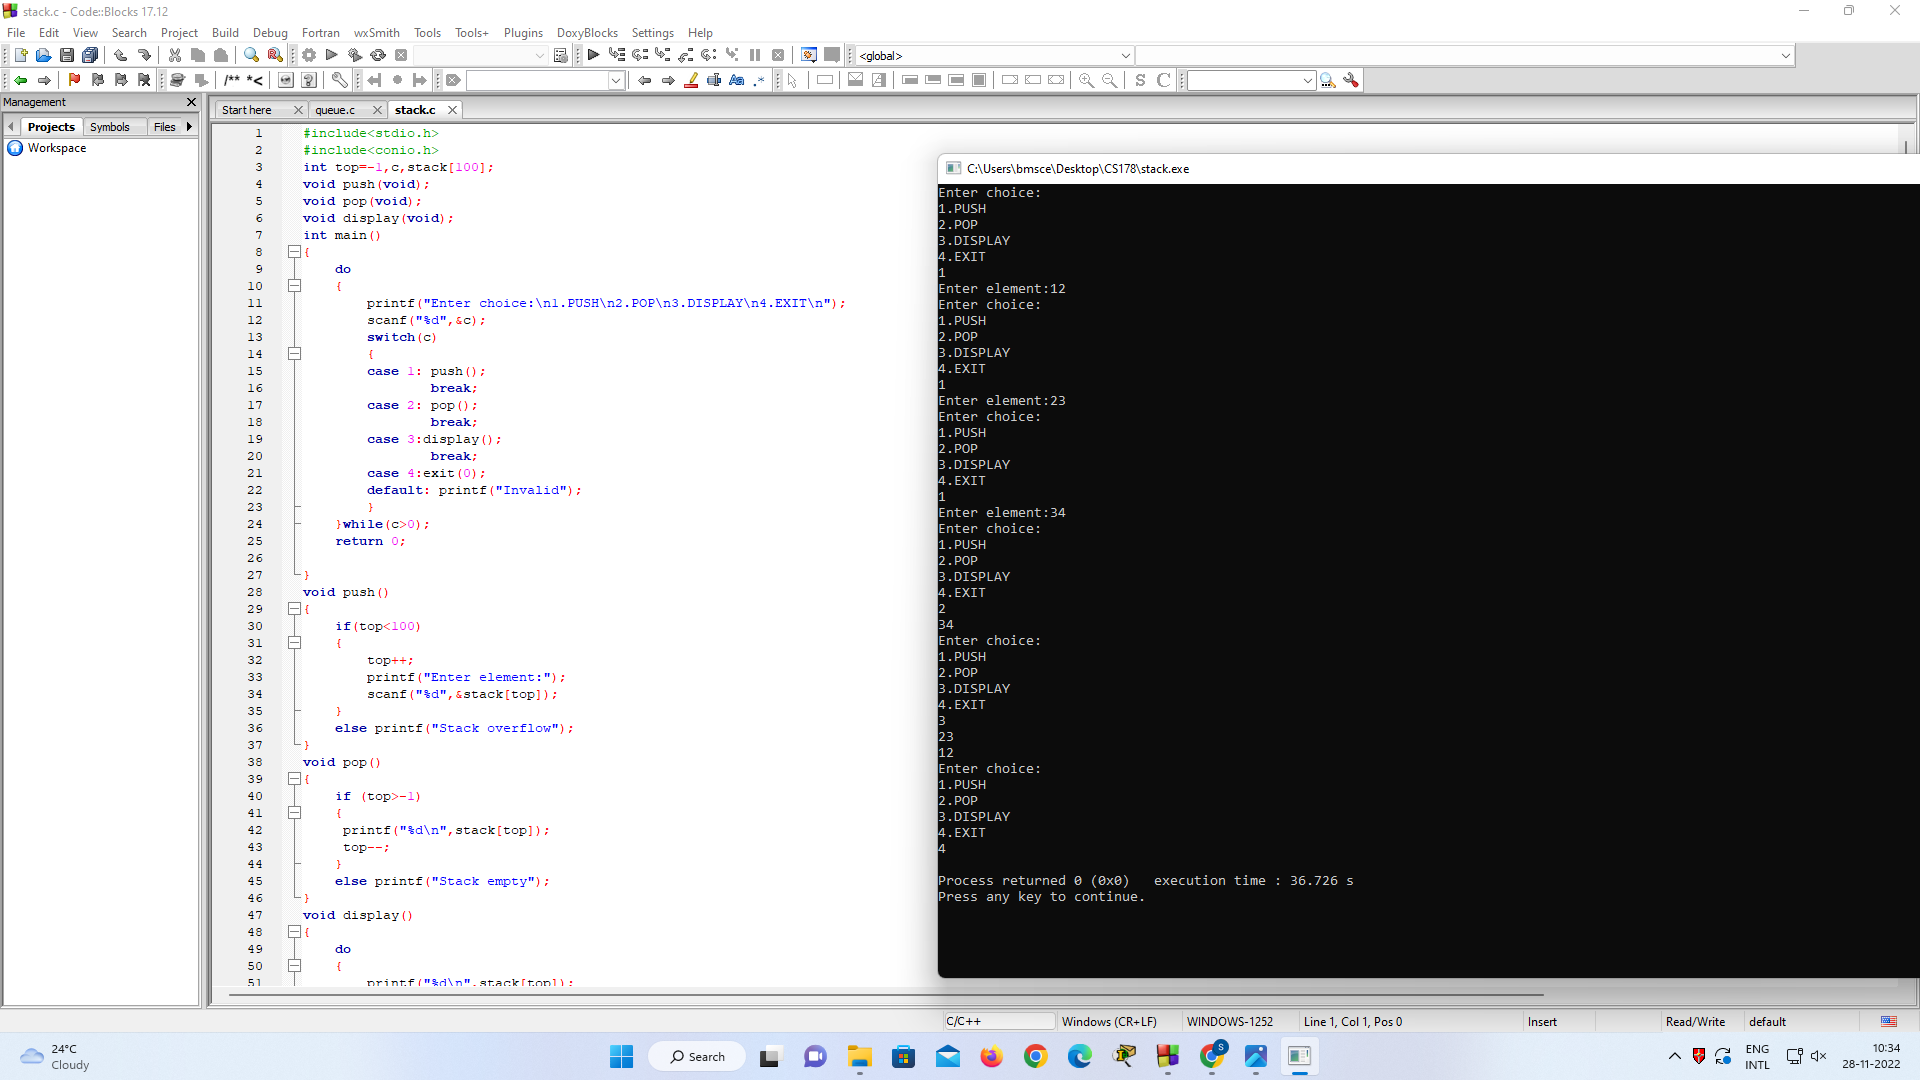 stack.c - Code::Blocks 17.12
File Edit View Search Project Build Debug Fortran wxSmith Tools Tools+ Plugins DoxyBlocks Settings Help
<global>
/** *<
S C
Management
Start here queue.c stack.c
Projects Symbols Files
Workspace
1 #include<stdio.h>
2 #include<conio.h>
3 int top=-1,c,stack[100];
4 void push(void);
5 void pop(void);
6 void display(void);
7 int main()
8 {
9 do
10 {
11 printf("Enter choice:\n1.PUSH\n2.POP\n3.DISPLAY\n4.EXIT\n");
12 scanf("%d",&c);
13 switch(c)
14 {
15 case 1: push();
16 break;
17 case 2: pop();
18 break;
19 case 3:display();
20 break;
21 case 4:exit(0);
22 default: printf("Invalid");
23 }
24 }while(c>0);
25 return 0;
26
27 }
28 void push()
29 {
30 if(top<100)
31 {
32 top++;
33 printf("Enter element:");
34 scanf("%d",&stack[top]);
35 }
36 else printf("Stack overflow");
37 }
38 void pop()
39 {
40 if (top>-1)
41 {
42 printf("%d\n",stack[top]);
43 top--;
44 }
45 else printf("Stack empty");
46 }
47 void display()
48 {
49 do
50 {
51 printf("%d\n",stack[top]);
C:\Users\bmsce\Desktop\CS178\stack.exe
Enter choice:
1.PUSH
2.POP
3.DISPLAY
4.EXIT
1
Enter element:12
Enter choice:
1.PUSH
2.POP
3.DISPLAY
4.EXIT
1
Enter element:23
Enter choice:
1.PUSH
2.POP
3.DISPLAY
4.EXIT
1
Enter element:34
Enter choice:
1.PUSH
2.POP
3.DISPLAY
4.EXIT
2
34
Enter choice:
1.PUSH
2.POP
3.DISPLAY
4.EXIT
3
23
12
Enter choice:
1.PUSH
2.POP
3.DISPLAY
4.EXIT
4
Process returned 0 (0x0) execution time : 36.726 s
Press any key to continue.
C/C++ Windows (CR+LF) WINDOWS-1252 Line 1, Col 1, Pos 0 Insert Read/Write default
24°C
Cloudy
Search
S
ENG
INTL
10:34
28-11-2022